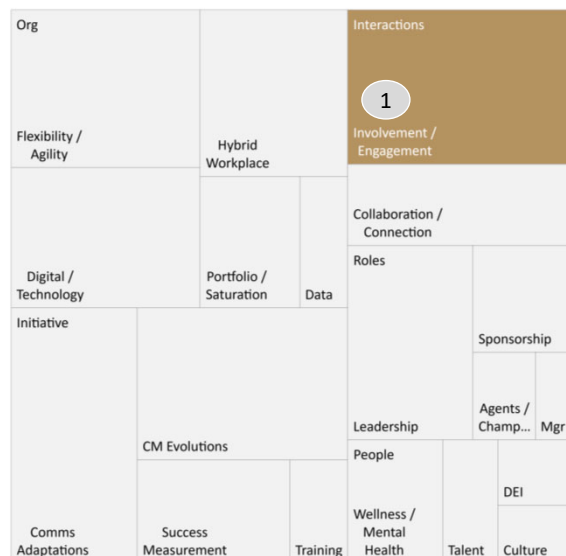 Org
Flexibility /
Agility
Hybrid
Workplace
Digital /
Technology
Portfolio /
Saturation
Data
Interactions
1
Involvement /
Engagement
Collaboration /
Connection
Initiative
Comms
Adaptations
CM Evolutions
Success
Measurement
Training
Roles
Leadership
Sponsorship
Agents /
Champ...
Mgr
People
Wellness /
Mental
Health
Talent
DEI
Culture